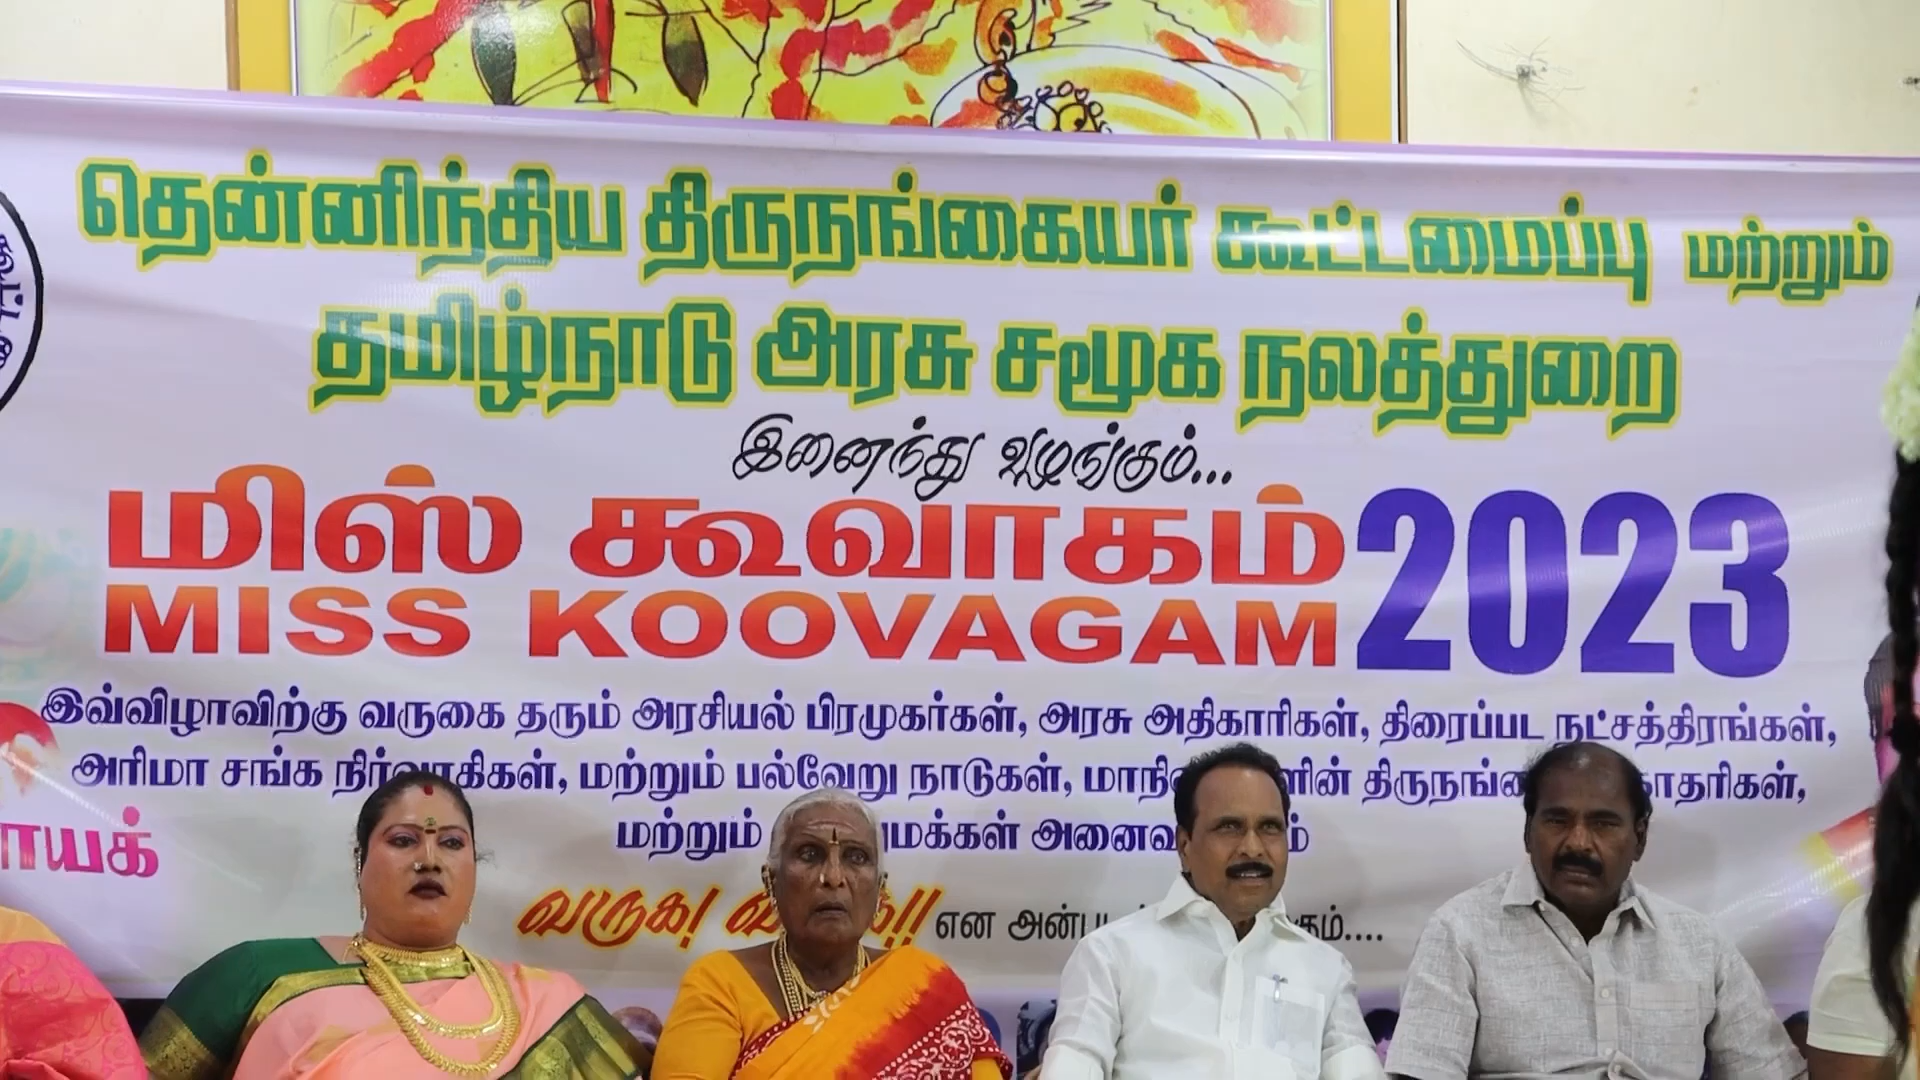 தென்னிந்திய திருநங்கையர் கூட்டமைப்பு மற்றும்
தமிழ்நாடு அரசு சமூக நலத்துறை
இணைந்து வழங்கும்...
மிஸ் கூவாகம் 2023
MISS KOOVAGAM
இவ்விழாவிற்கு வருகை தரும் அரசியல் பிரமுகர்கள், அரசு அதிகாரிகள், திரைப்பட நட்சத்திரங்கள்,
அரிமா சங்க நிர்வாகிகள், மற்றும் பல்வேறு நாடுகள்,
மற்றும்
வருக! என